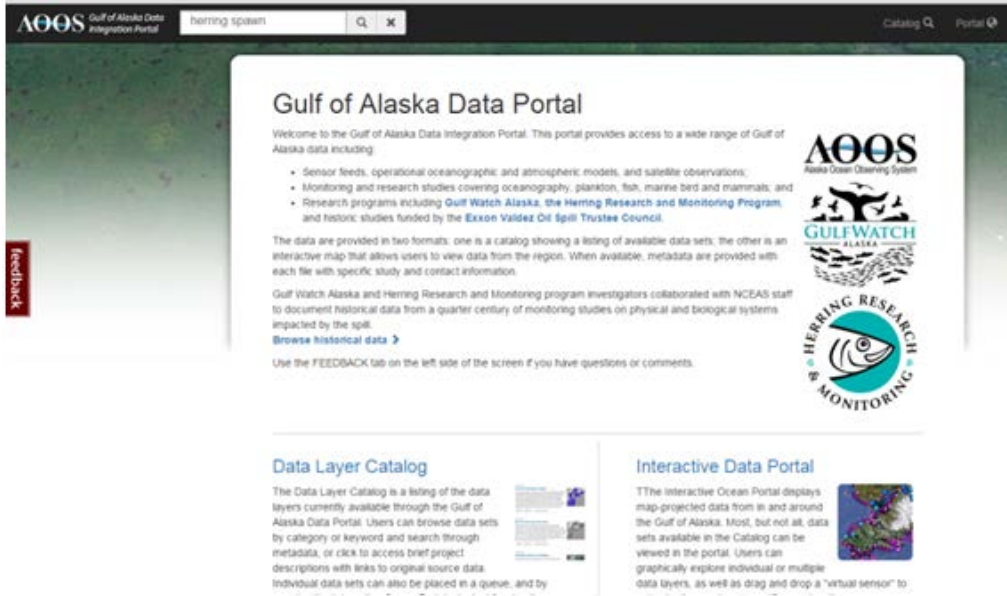 AOOS Gulf of Alaska Data
Integration Portal
herring spawn
Catalog
Portal
Gulf of Alaska Data Portal
Welcome to the Gulf of Alaska Data Integration Portal. This portal provides access to a wide range of Gulf of
Alaska data including:
• Sensor feeds, operational oceanographic and atmospheric models, and satellite observations;
• Monitoring and research studies covering oceanography, plankton, fish, marine bird and mammals; and
• Research programs including Gulf Watch Alaska, the Herring Research and Monitoring Program,
and historic studies funded by the Exxon Valdez Oil Spill Trustee Council.
The data are provided in two formats: one is a catalog showing a listing of available data sets; the other is an
interactive map that allows users to view data from the region. When available, metadata are provided with
each file with specific study and contact information.
Gulf Watch Alaska and Herring Research and Monitoring program investigators collaborated with NCEAS staff
to document historical data from a quarter century of monitoring studies on physical and biological systems
impacted by the spill.
Browse historical data >
Use the FEEDBACK tab on the left side of the screen if you have questions or comments.
AOOS
Alaska Ocean Observing System
GULFWATCH
ALASKA
HERRING RESEARCH
& MONITORING
feedback
Data Layer Catalog
The Data Layer Catalog is a listing of the data
layers currently available through the Gulf of
Alaska Data Portal. Users can browse data sets
by category or keyword and search through
metadata, or click to access brief project
descriptions with links to original source data.
Individual data sets can also be placed in a queue, and by
Interactive Data Portal
TThe Interactive Ocean Portal displays
map-projected data from in and around
the Gulf of Alaska. Most, but not all, data
sets available in the Catalog can be
viewed in the portal. Users can
graphically explore individual or multiple
data layers, as well as drag and drop a "virtual sensor" to